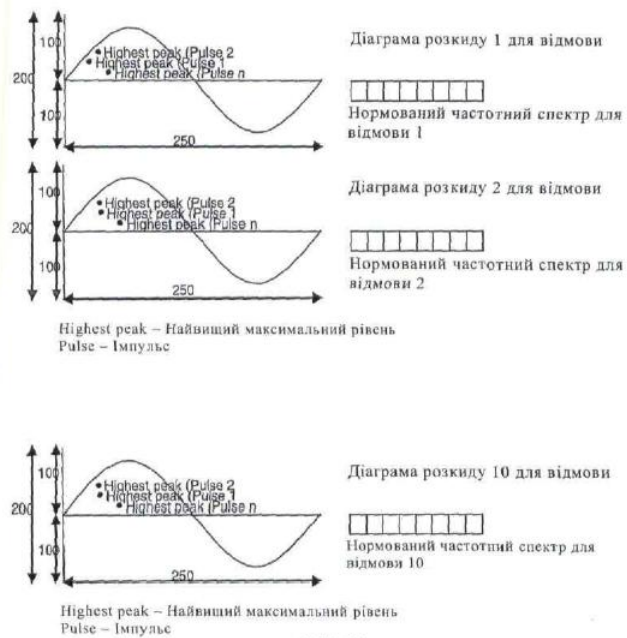 100
Highest peak (Pulse 2
Highest peak (Pulse 1
Highest peak (Pulse n
200
100
250
Діаграма розкиду 1 для відмови
Нормований частотний спектр для
відмови 1
100
Highest peak (Pulse 2
Highest peak (Pulse 1
Highest peak (Pulse n
200
100
250
Діаграма розкиду 2 для відмови
Нормований частотний спектр для
відмови 2
Highest peak – Найвищий максимальний рівень
Pulse – Імпульс
100
Highest peak (Pulse 2
Highest peak (Pulse 1
Highest peak (Pulse n
200
100
250
Діаграма розкиду 10 для відмови
Нормований частотний спектр для
відмови 10
Highest peak – Найвищий максимальний рівень
Pulse – Імпульс